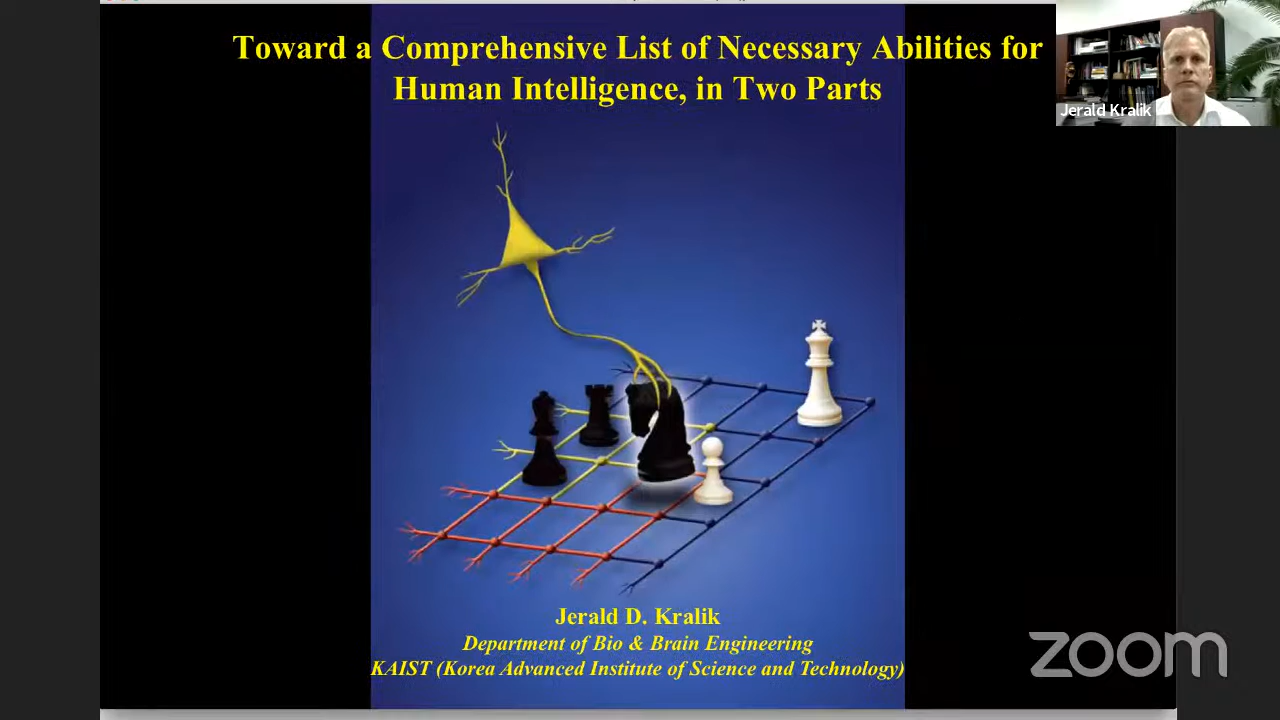 Toward a Comprehensive List of Necessary Abilities for
Human Intelligence, in Two Parts
Jerald Kralik
Jerald D. Kralik
Department of Bio & Brain Engineering
KAIST (Korea Advanced Institute of Science and Technology)
zoom